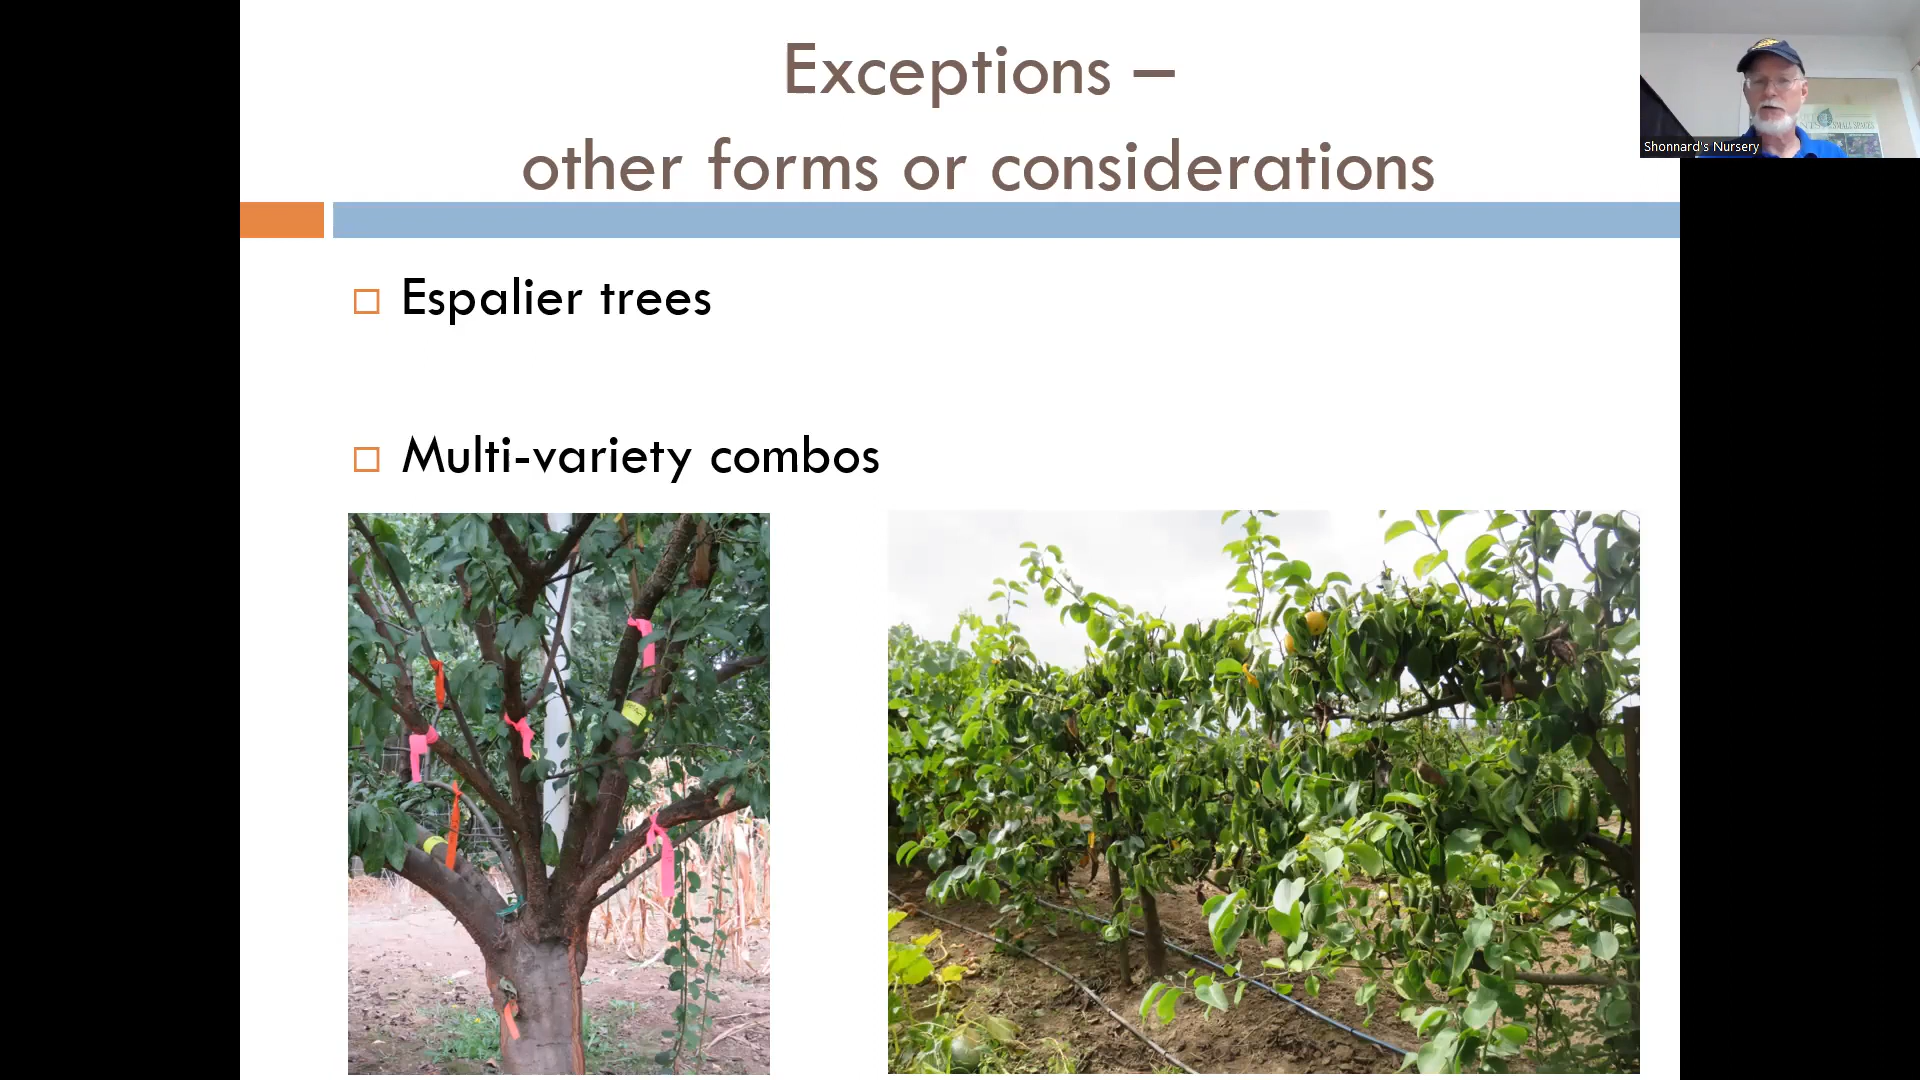 Exceptions –
other forms or considerations
Shonnard's Nursery
Espalier trees
Multi-variety combos